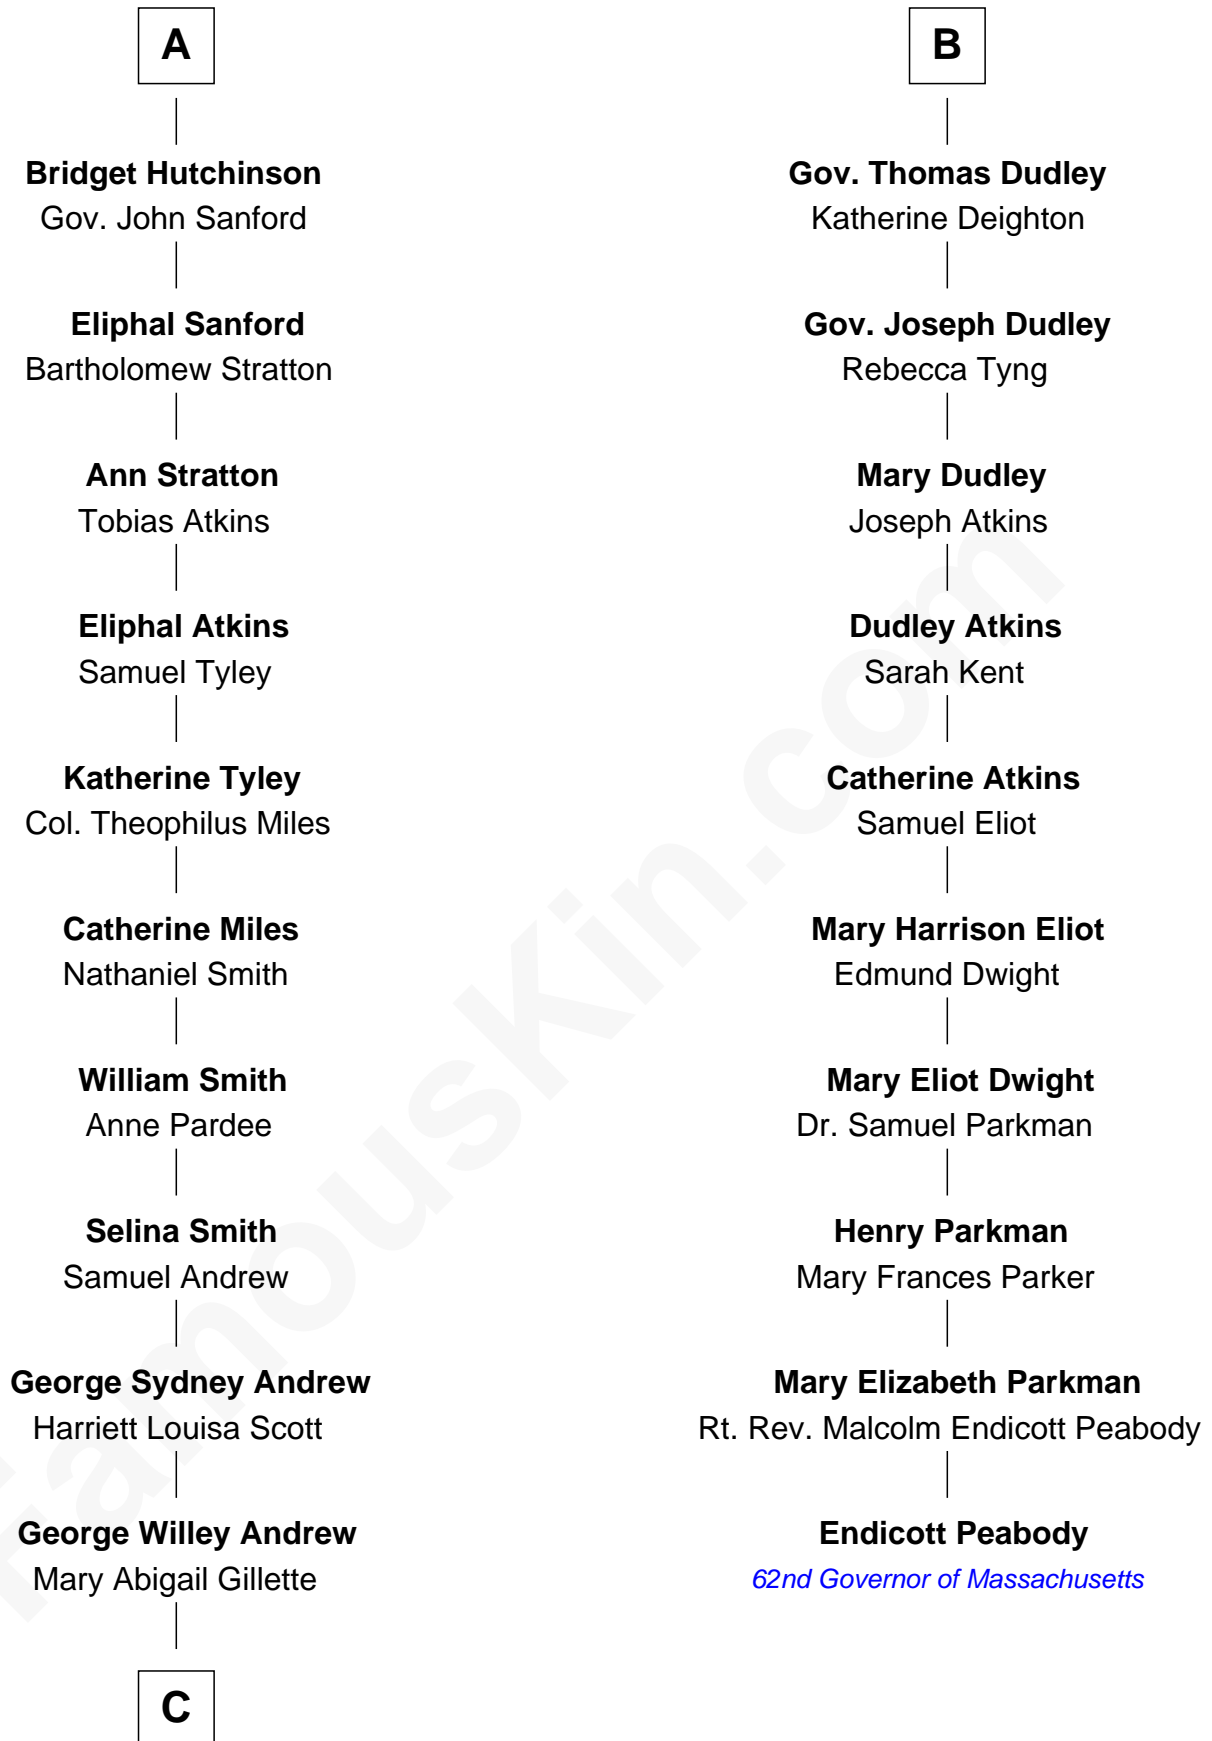 A
Bridget Hutchinson
Gov. John Sanford
Eliphal Sanford
Bartholomew Stratton
Ann Stratton
Tobias Atkins
Eliphal Atkins
Samuel Tyley
Katherine Tyley
Col. Theophilus Miles
Catherine Miles
Nathaniel Smith
William Smith
Anne Pardee
Selina Smith
Samuel Andrew
George Sydney Andrew
Harriett Louisa Scott
George Willey Andrew
Mary Abigail Gillette
C
B
Gov. Thomas Dudley
Katherine Deighton
Gov. Joseph Dudley
Rebecca Tyng
Mary Dudley
Joseph Atkins
Dudley Atkins
Sarah Kent
Catherine Atkins
Samuel Eliot
Mary Harrison Eliot
Edmund Dwight
Mary Eliot Dwight
Dr. Samuel Parkman
Henry Parkman
Mary Frances Parker
Mary Elizabeth Parkman
Rt. Rev. Malcolm Endicott Peabody
Endicott Peabody
62nd Governor of Massachusetts
FamousKin.com